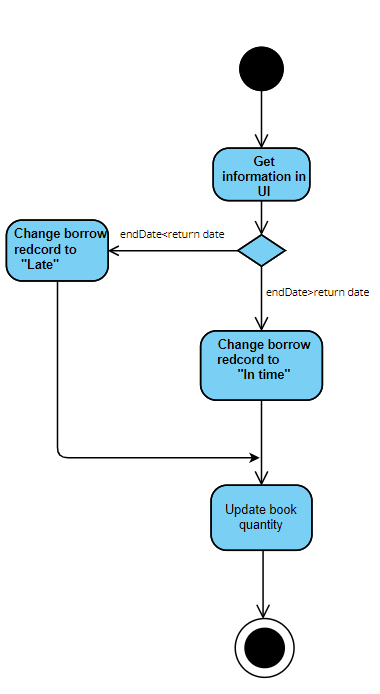 Get
information in
UI
Change borrow
redcord to
"Late"
endDate<return date
endDate>return date
Change borrow
redcord to
"In time"
Update book
quantity